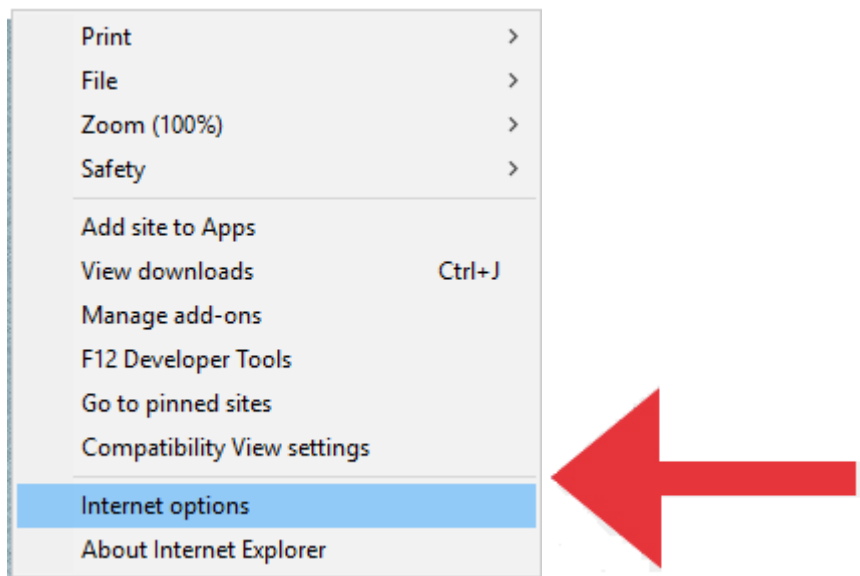 Print
File
Zoom (100%)
Safety
Add site to Apps
View downloads Ctrl+J
Manage add-ons
F12 Developer Tools
Go to pinned sites
Compatibility View settings
Internet options
About Internet Explorer